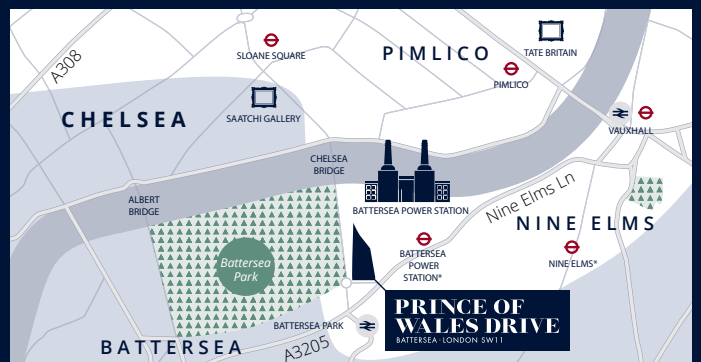 A308
SLOANE SQUARE
PIMLICO
TATE BRITAIN
PIMLICO
CHELSEA
SAATCHI GALLERY
VAUXHALL
CHELSEA
BRIDGE
ALBERT
BRIDGE
BATTERSEA POWER STATION
Nine Elms Ln
NINE ELMS
Battersea
Park
BATTERSEA
POWER
STATION*
NINE ELMS*
PRINCE OF
WALES DRIVE
BATTERSEA · LONDON SW11
BATTERSEA PARK
A3205
BATTERSEA